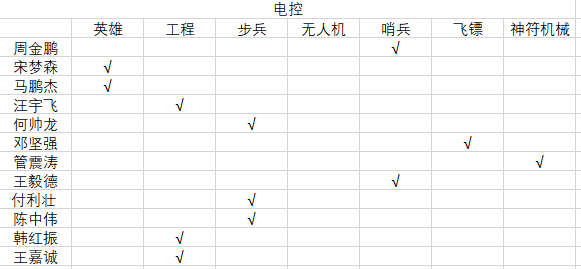 电控
英雄 工程 步兵 无人机 哨兵 飞镖 神符机械
周金鹏 √
宋梦森 √
马鹏杰 √
汪宇飞 √
何帅龙 √
邓坚强 √
管震涛 √
王毅德 √
付利壮 √
陈中伟 √
韩红振 √
王嘉诚 √